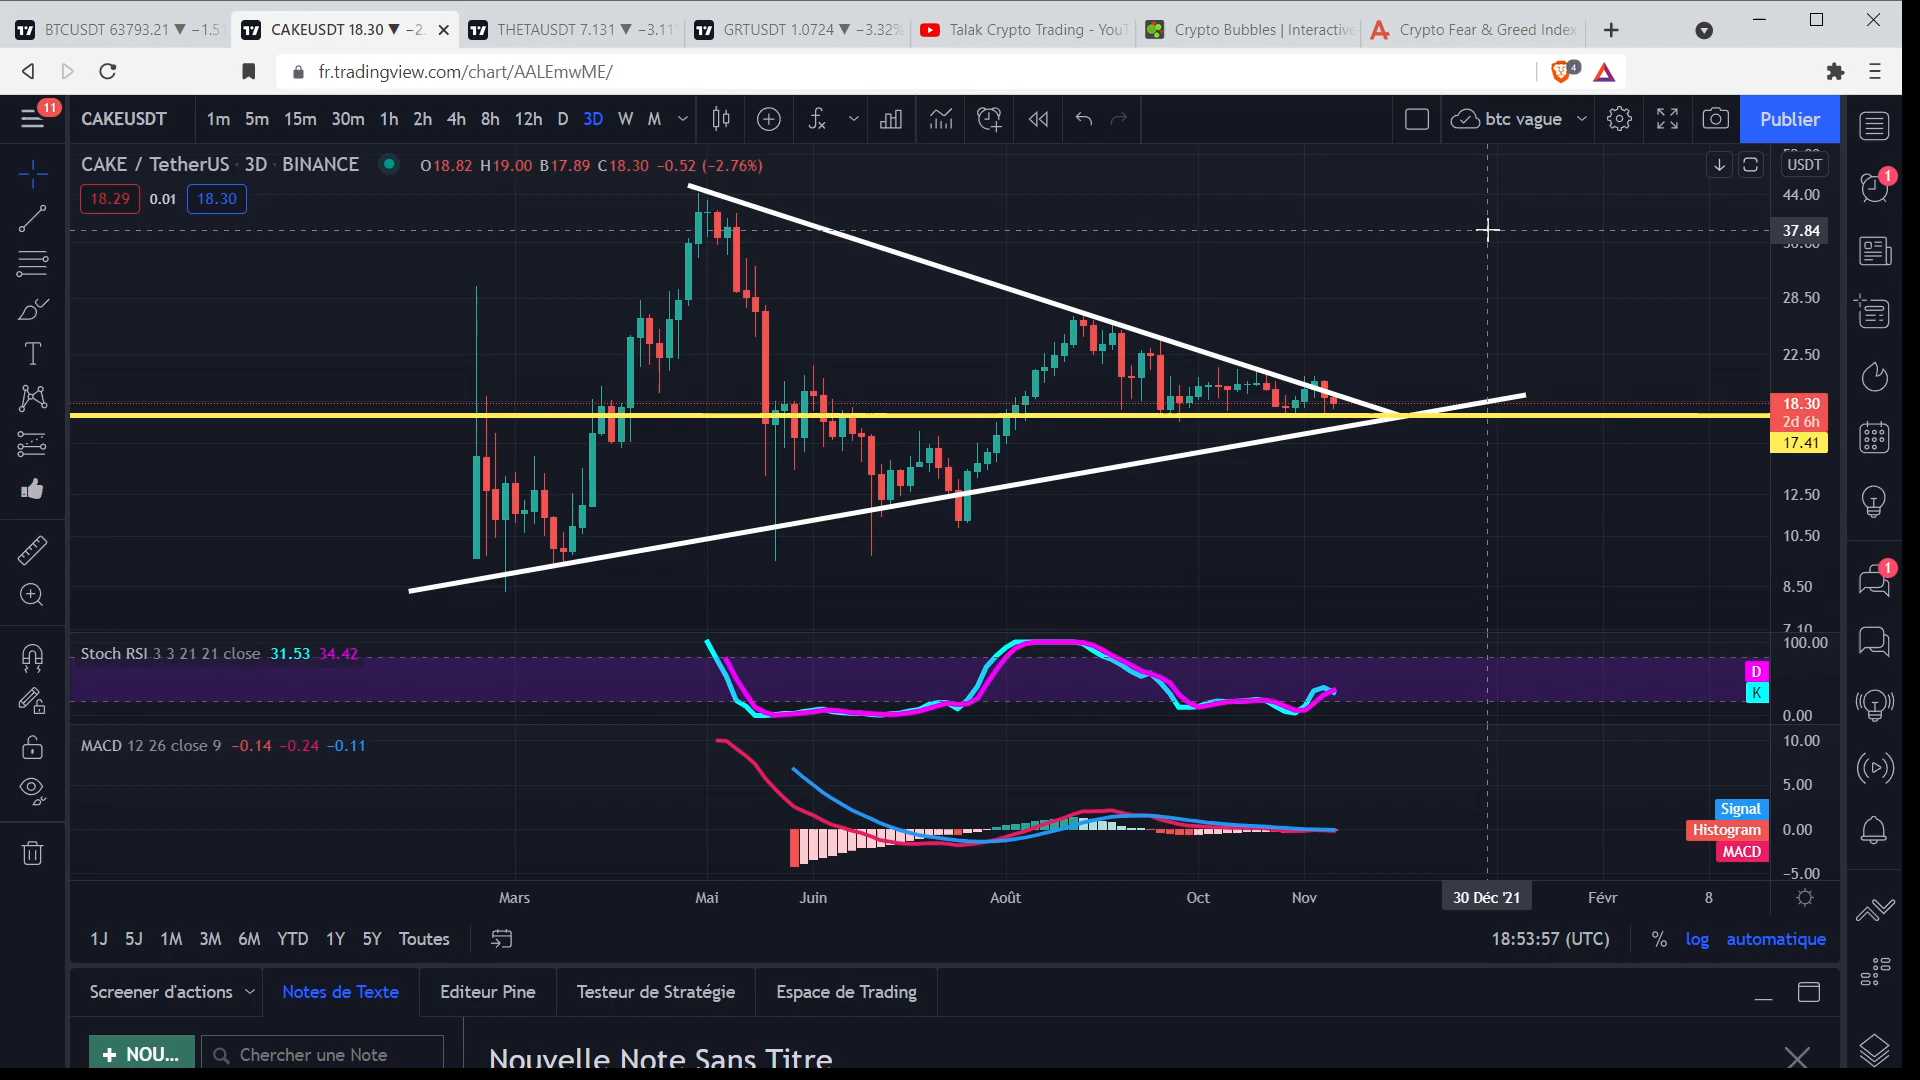 BTCUSDT 63793.21 ▼ −1.51
CAKEUSDT 18.30 ▼ −2.
THETAUSDT 7.131 ▼ −3.11%
GRTUSDT 1.0724 ▼ −3.32%
Talak Crypto Trading - YouT
Crypto Bubbles | Interactive
Crypto Fear & Greed Index
fr.tradingview.com/chart/AALEmwME/
4
11
CAKEUSDT 1m 5m 15m 30m 1h 2h 4h 8h 12h D 3D W M
btc vague
Publier
CAKE / TetherUS · 3D · BINANCE O18.82 H19.00 B17.89 C18.30 −0.52 (−2.76%)
18.29 0.01 18.30
USDT
44.00
37.84
28.50
22.50
18.30
2d 6h
17.41
12.50
10.50
8.50
7.10
1
1
Stoch RSI 3 3 21 21 close 31.53 34.42
100.00
D
K
0.00
MACD 12 26 close 9 −0.14 −0.24 −0.11
10.00
5.00
Signal
Histogram
MACD
0.00
−5.00
Mars Mai Juin Août Oct Nov 30 Déc '21 Févr 8
1J 5J 1M 3M 6M YTD 1Y 5Y Toutes
18:53:57 (UTC) % log automatique
Screener d'actions Notes de Texte Editeur Pine Testeur de Stratégie Espace de Trading
+ NOU...
Chercher une Note
Nouvelle Note Sans Titre